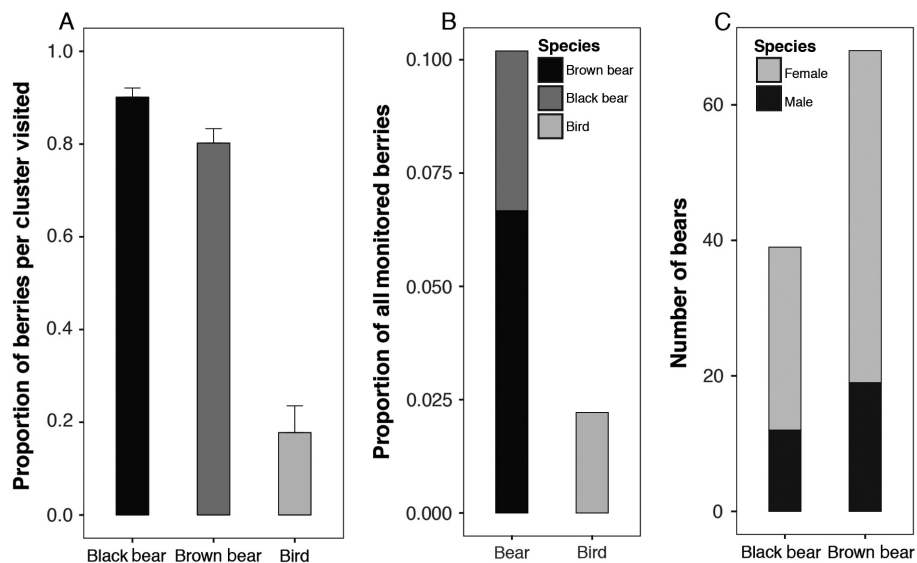 A
Proportion of berries per cluster visited
1.0
0.8
0.6
0.4
0.2
0.0
Black bear Brown bear Bird
B
Proportion of all monitored berries
0.100
0.075
0.050
0.025
0.000
Species
Brown bear
Black bear
Bird
Bear Bird
C
Number of bears
60
40
20
0
Species
Female
Male
Black bear Brown bear